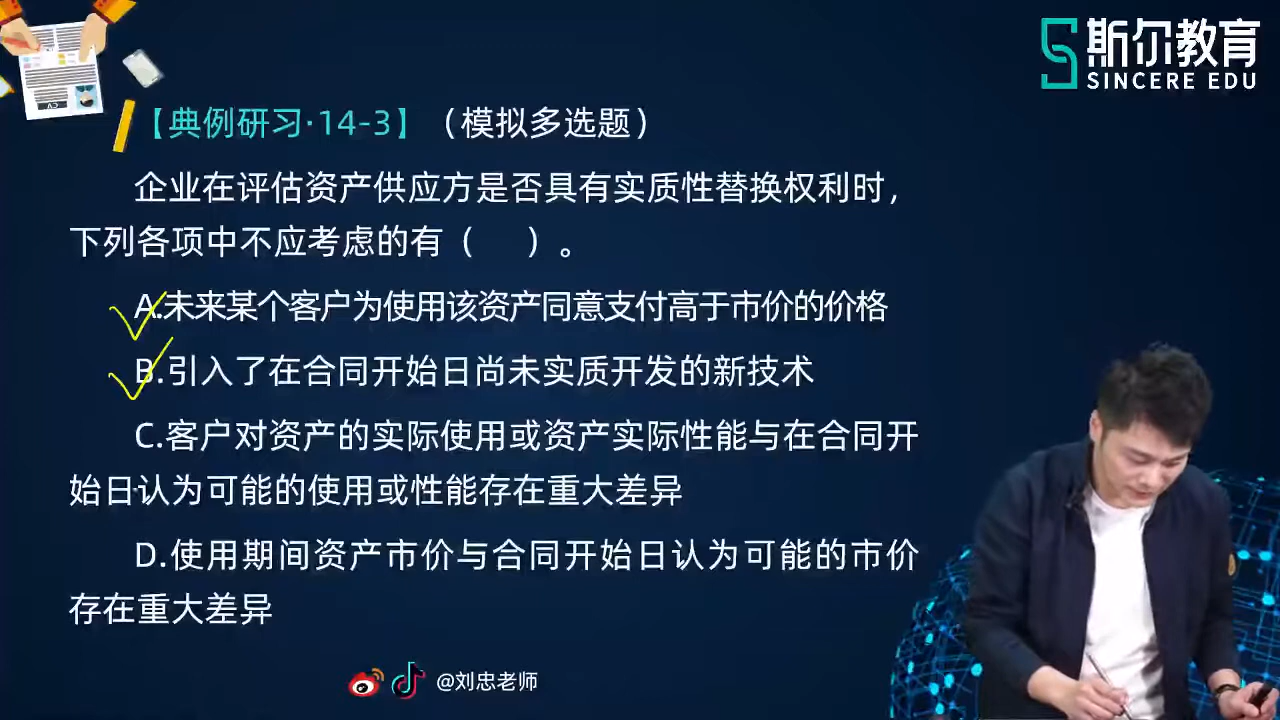 斯尔教育
SINCERE EDU
【典例研习·14-3】（模拟多选题）
企业在评估资产供应方是否具有实质性替换权利时，
下列各项中不应考虑的有（ ）。
A.未来某个客户为使用该资产同意支付高于市价的价格
B.引入了在合同开始日尚未实质开发的新技术
C.客户对资产的实际使用或资产实际性能与在合同开
始日认为可能的使用或性能存在重大差异
D.使用期间资产市价与合同开始日认为可能的市价
存在重大差异
@刘忠老师